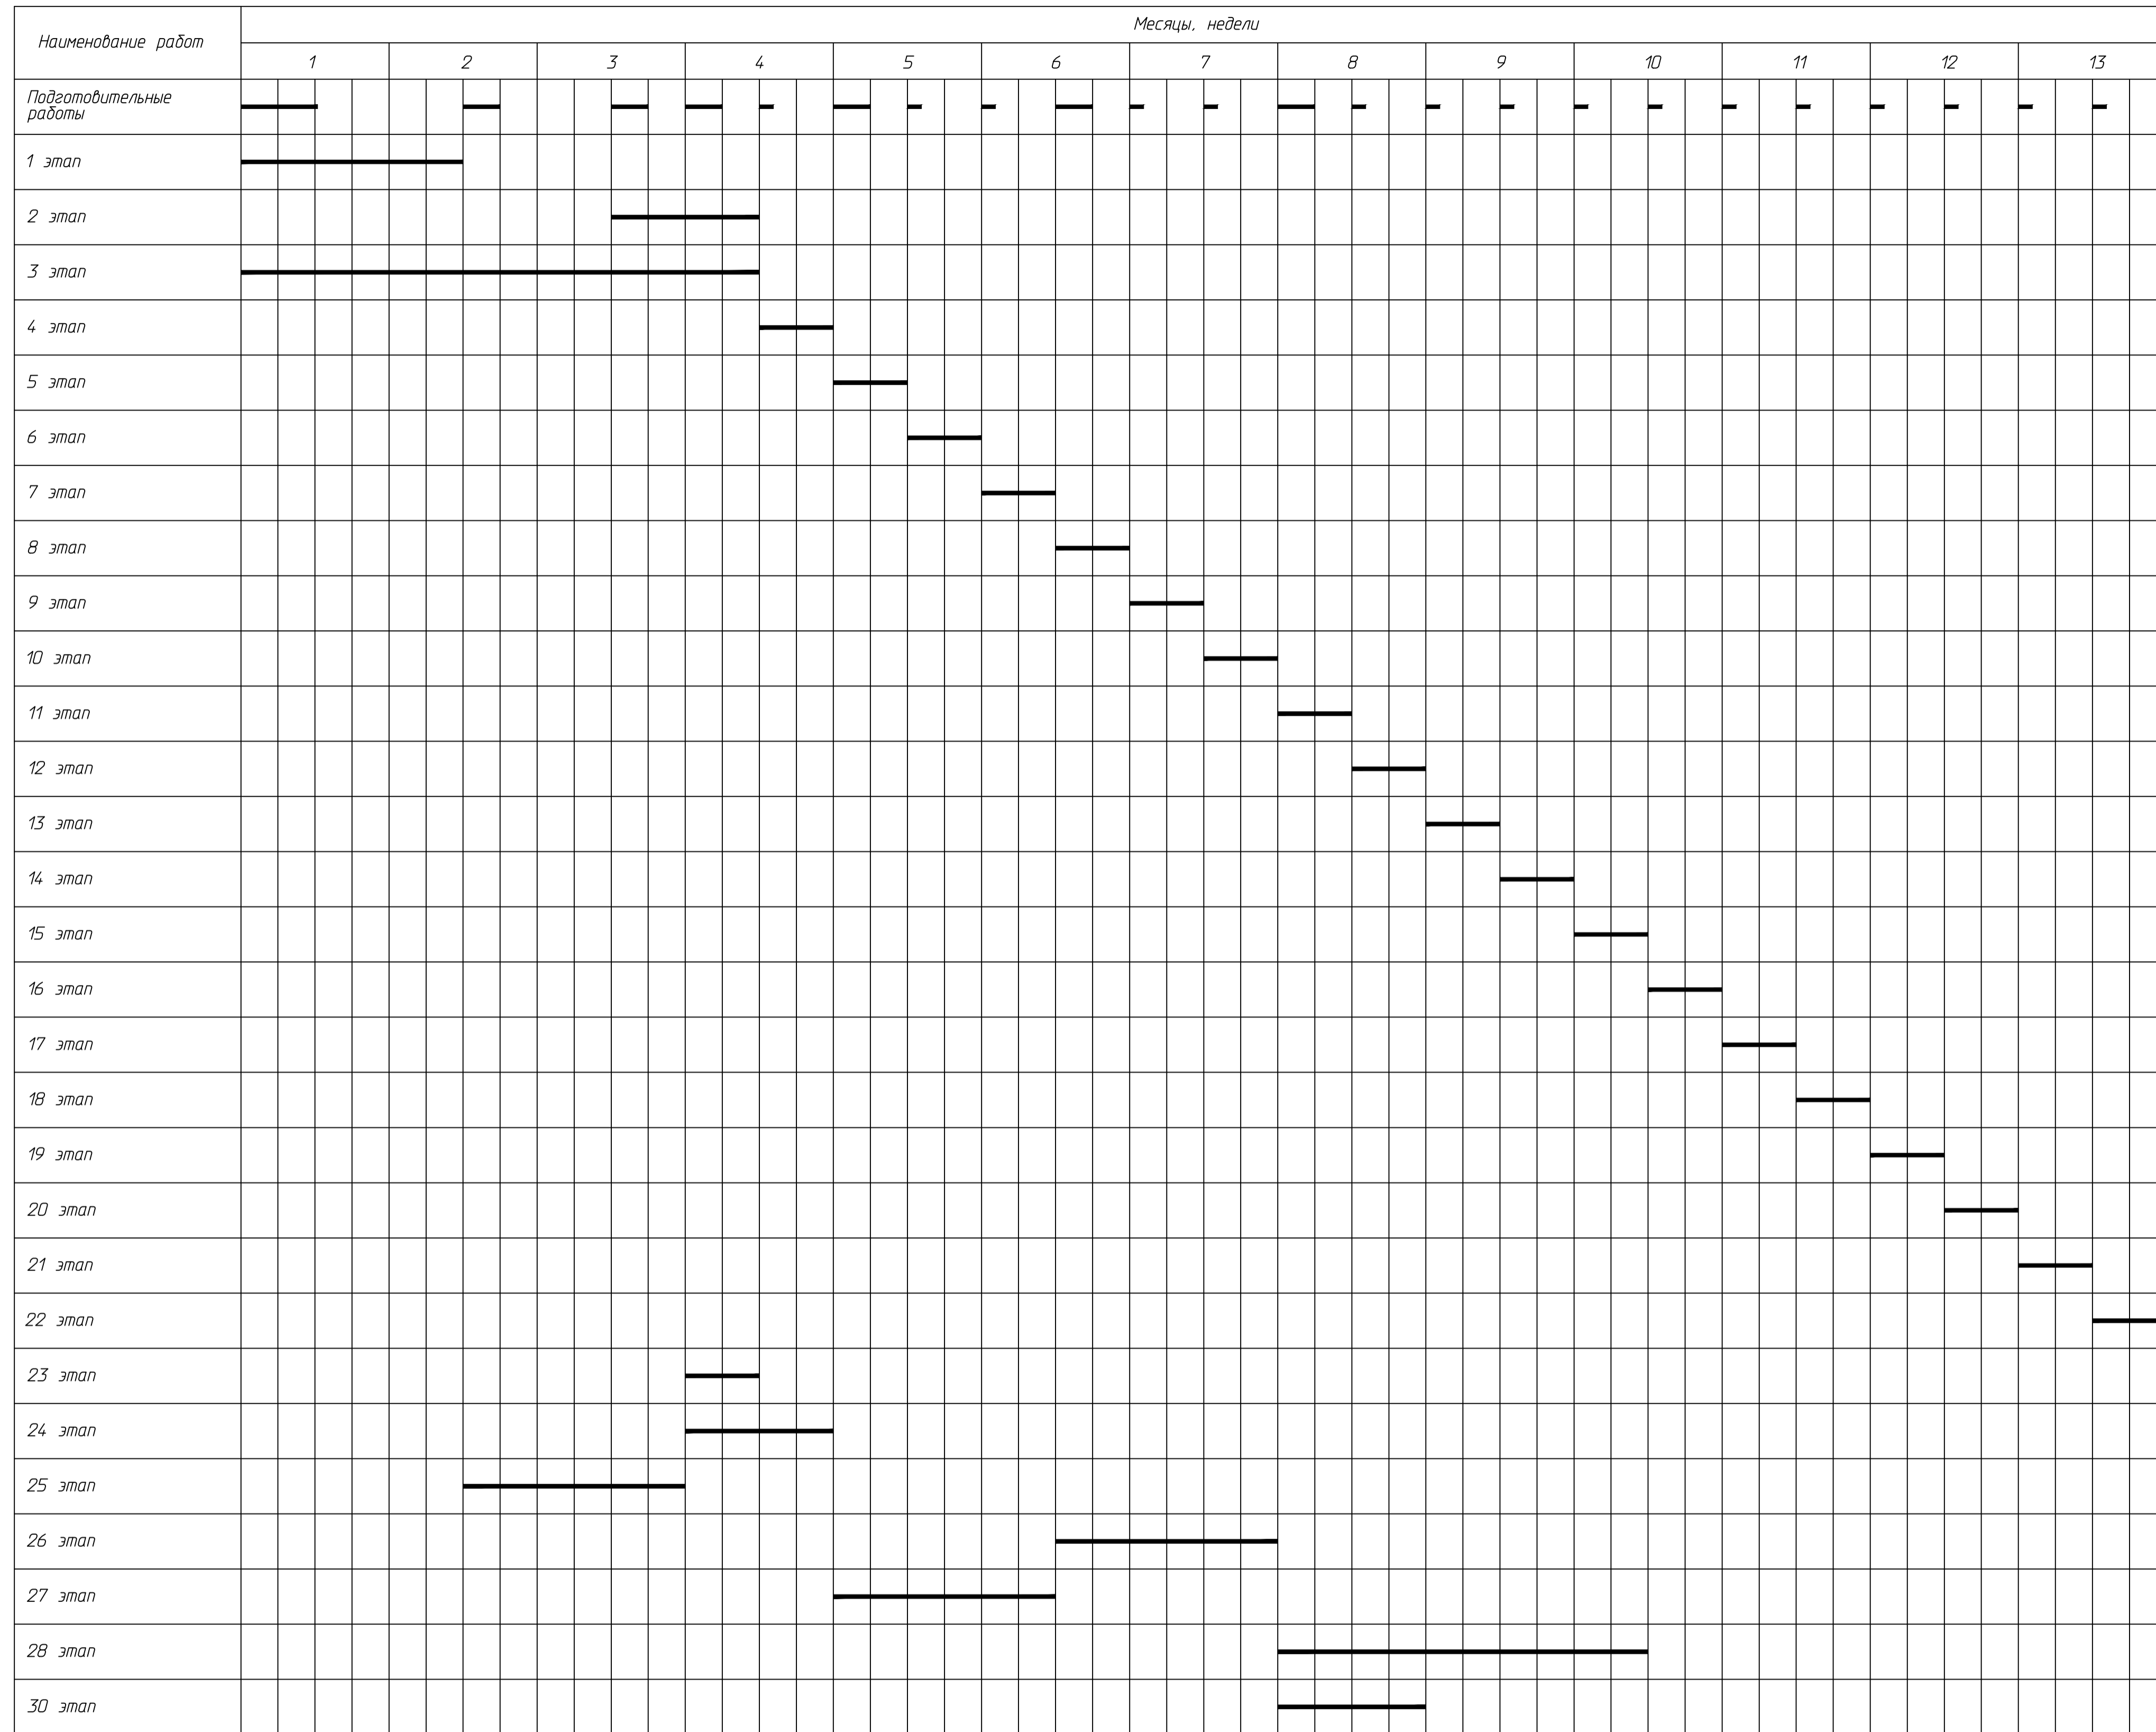 Наименование работ
Месяцы, недели
1 2 3 4 5 6 7 8 9 10 11 12 13
Подготовительные
работы
1 этап
2 этап
3 этап
4 этап
5 этап
6 этап
7 этап
8 этап
9 этап
10 этап
11 этап
12 этап
13 этап
14 этап
15 этап
16 этап
17 этап
18 этап
19 этап
20 этап
21 этап
22 этап
23 этап
24 этап
25 этап
26 этап
27 этап
28 этап
30 этап